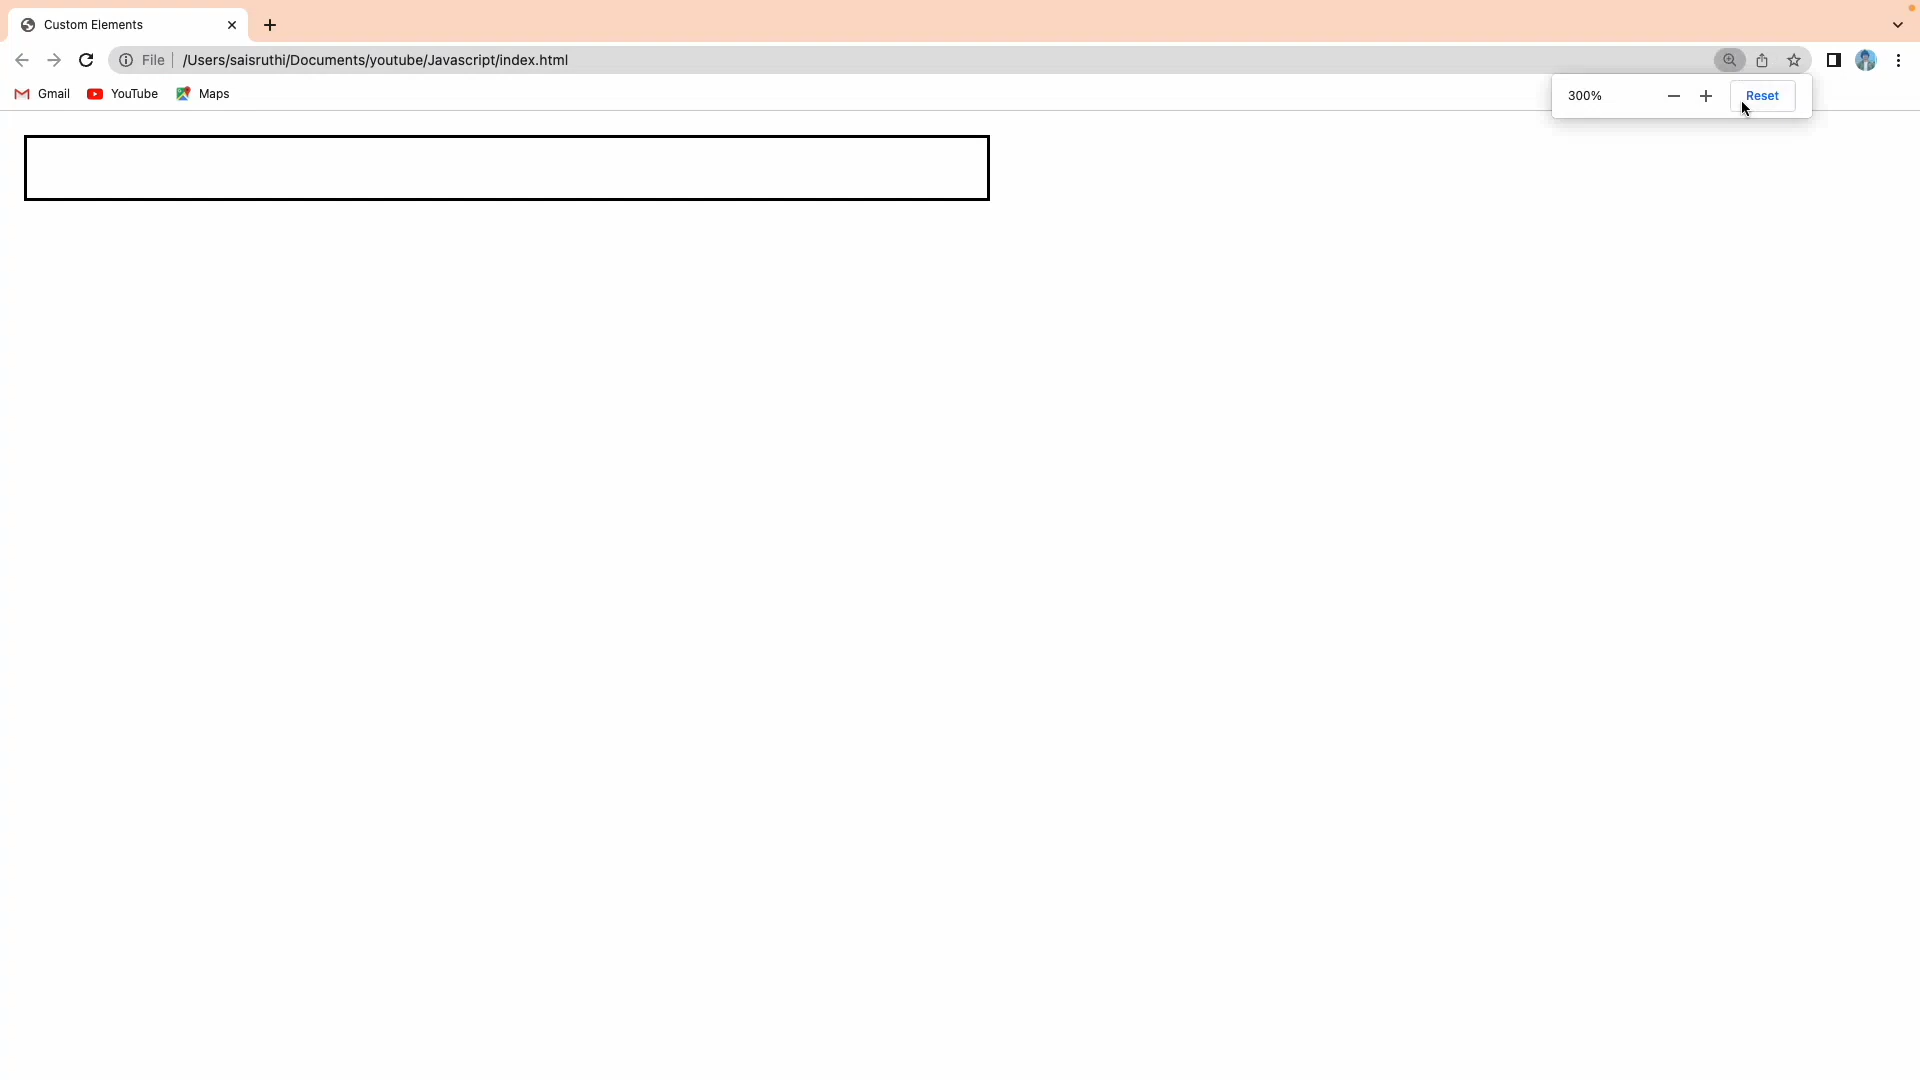 Custom Elements
File /Users/saisruthi/Documents/youtube/Javascript/index.html
Gmail YouTube Maps
300% Reset